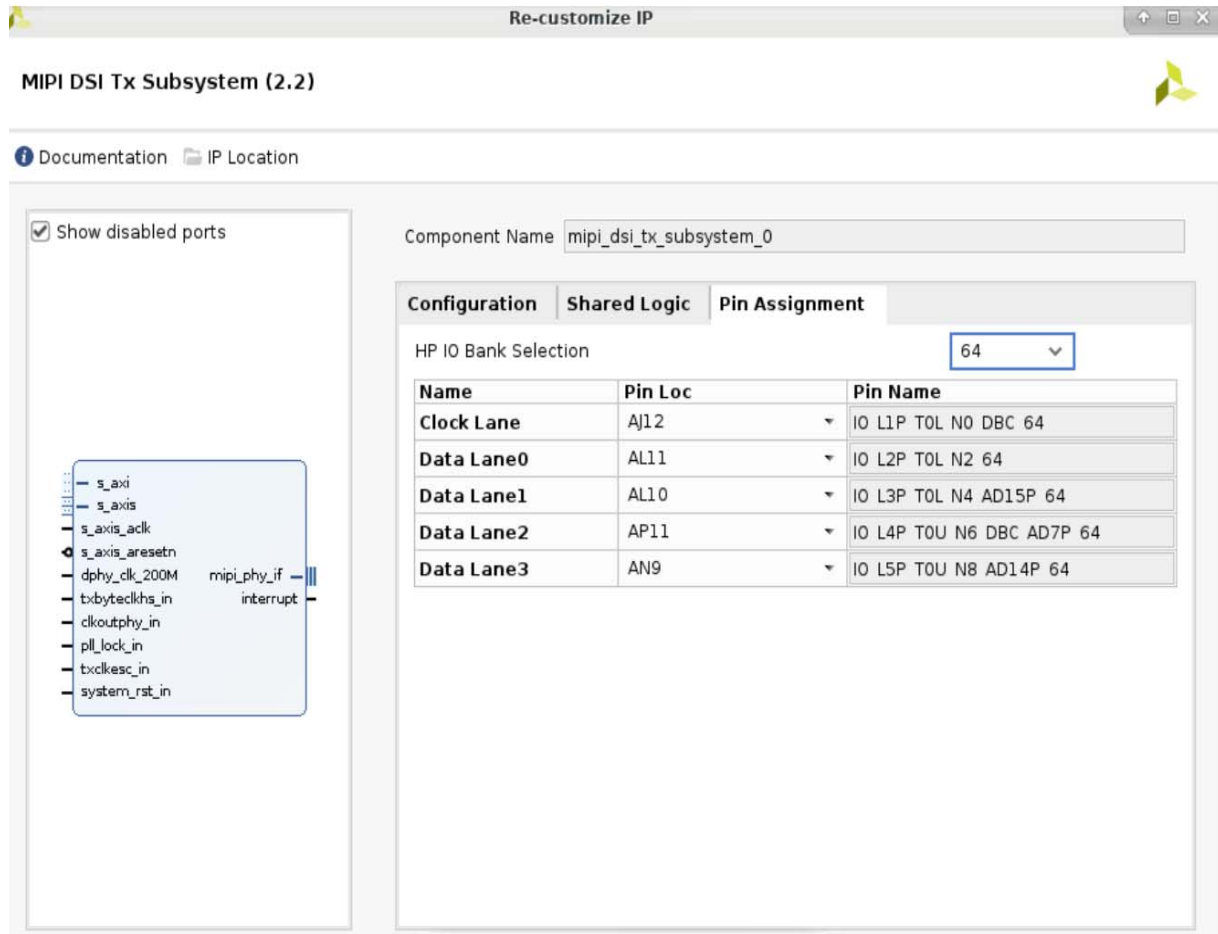 Re-customize IP
MIPI DSI Tx Subsystem (2.2)
Documentation IP Location
Show disabled ports
s_axi
s_axis
s_axis_aclk
s_axis_aresetn
dphy_clk_200M mipi_phy_if
txbyteclkhs_in interrupt
clkoutphy_in
pll_lock_in
txclkesc_in
system_rst_in
Component Name mipi_dsi_tx_subsystem_0
Configuration Shared Logic Pin Assignment
HP IO Bank Selection 64
Name Pin Loc Pin Name
Clock Lane AJ12 IO L1P T0L N0 DBC 64
Data Lane0 AL11 IO L2P T0L N2 64
Data Lane1 AL10 IO L3P T0L N4 AD15P 64
Data Lane2 AP11 IO L4P T0U N6 DBC AD7P 64
Data Lane3 AN9 IO L5P T0U N8 AD14P 64